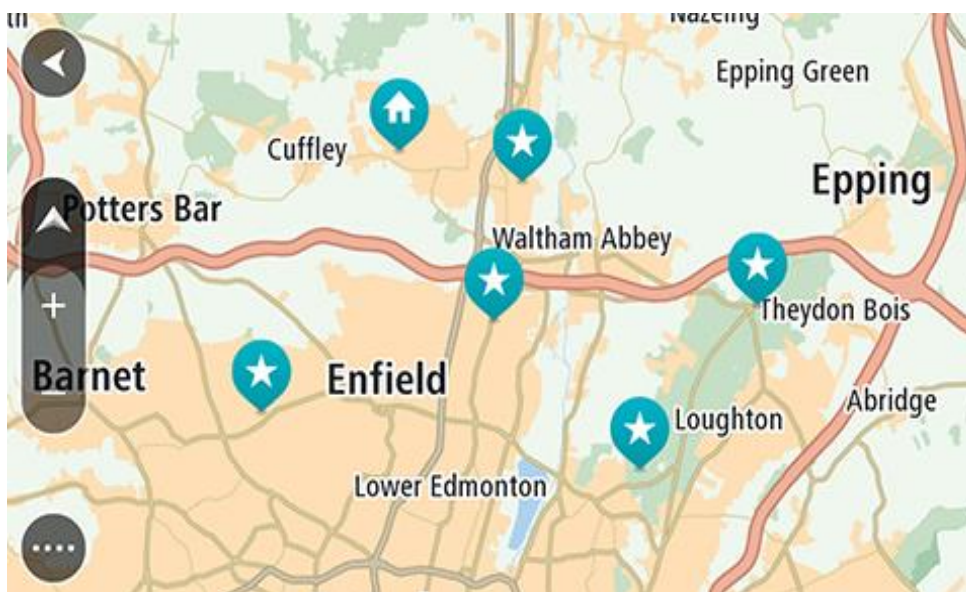 Nazeing
Epping Green
Cuffley
Epping
Potters Bar
Waltham Abbey
Theydon Bois
Barnet
Enfield
Abridge
Loughton
Lower Edmonton